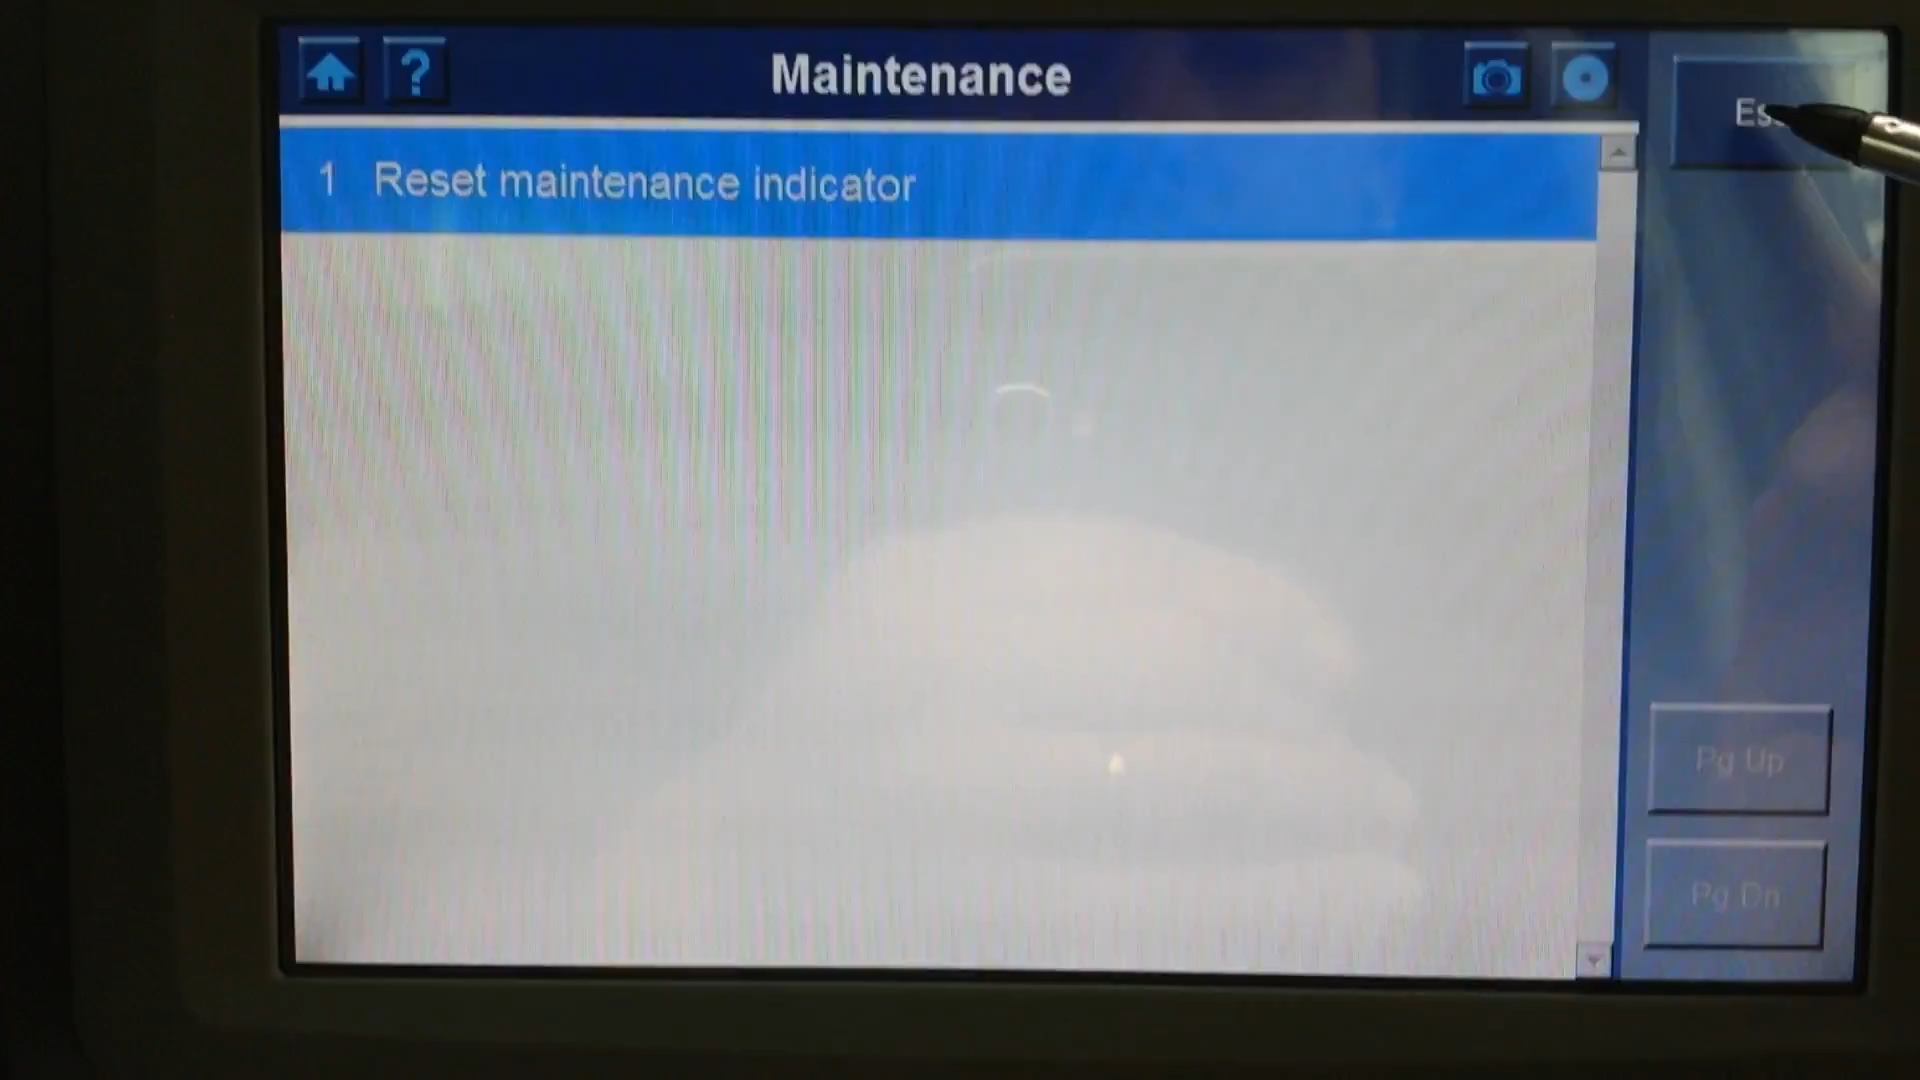 ?
Maintenance
1 Reset maintenance indicator
Pg Up
Pg Dn